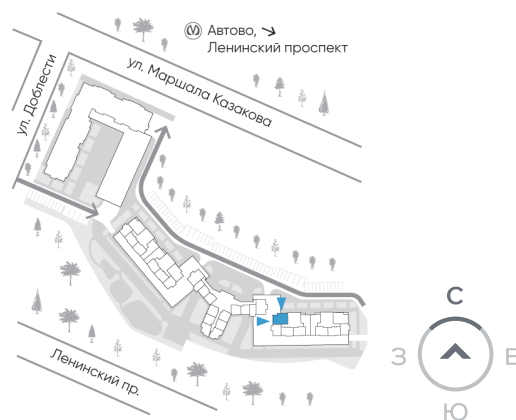 Автово, ↘
Ленинский проспект
ул. Маршала Казакова
ул. Доблести
Ленинский пр.
С
З
В
Ю